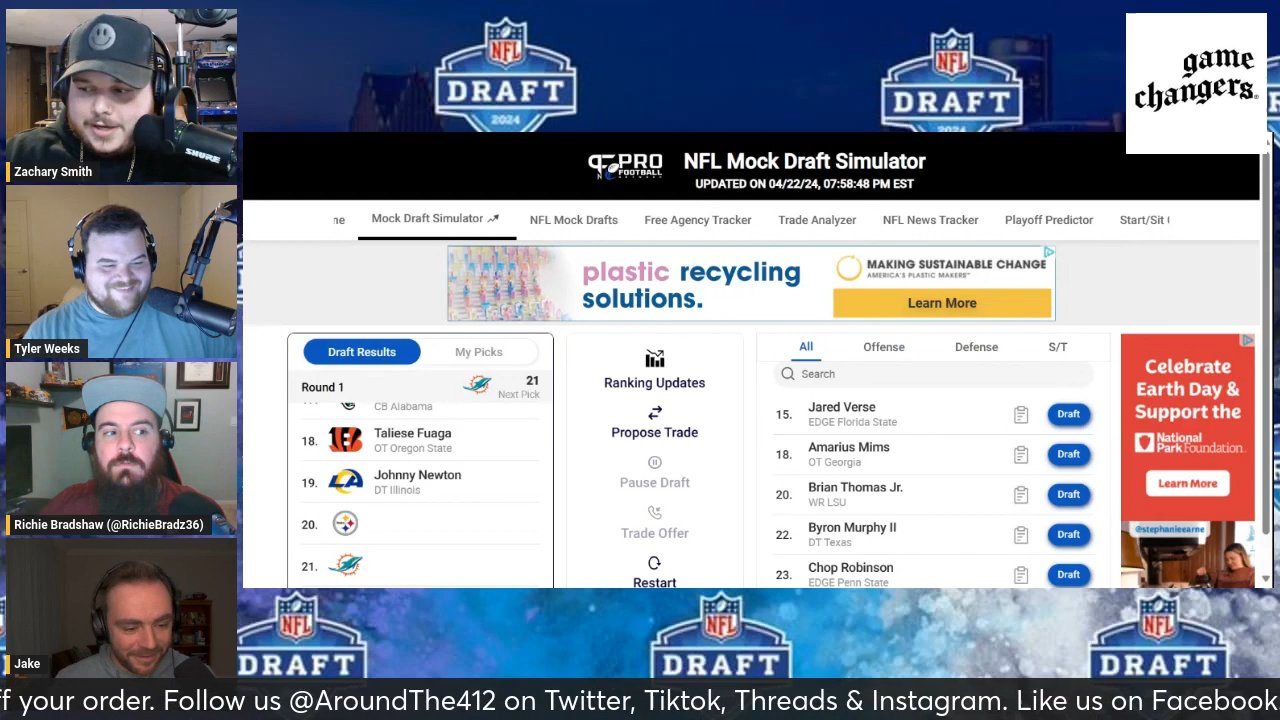 Zachary Smith
Tyler Weeks
Richie Bradshaw (@RichieBradz36)
Jake
SHURE
NFL
DRAFT
2024
NFL
DRAFT
2024
game
changers.
PRO
FOOTBALL
NETWORK
NFL Mock Draft Simulator
UPDATED ON 04/22/24, 07:58:48 PM EST
me
Mock Draft Simulator
NFL Mock Drafts
Free Agency Tracker
Trade Analyzer
NFL News Tracker
Playoff Predictor
Start/Sit
plastic recycling
solutions.
MAKING SUSTAINABLE CHANGE
AMERICA'S PLASTIC MAKERS™
Learn More
Draft Results
My Picks
Round 1
21
Next Pick
CB Alabama
18.
Taliese Fuaga
OT Oregon State
19.
Johnny Newton
DT Illinois
20.
21.
Ranking Updates
Propose Trade
Pause Draft
Trade Offer
Restart
All
Offense
Defense
S/T
Search
15.
Jared Verse
EDGE Florida State
Draft
18.
Amarius Mims
OT Georgia
Draft
20.
Brian Thomas Jr.
WR LSU
Draft
22.
Byron Murphy II
DT Texas
Draft
23.
Chop Robinson
EDGE Penn State
Draft
Celebrate
Earth Day &
Support the
National
Park Foundation.
Learn More
@stephanieearne
NFL
DRAFT
NFL
DRAFT
NFL
DRAFT
ff your order. Follow us @AroundThe412 on Twitter, Tiktok, Threads & Instagram. Like us on Facebook